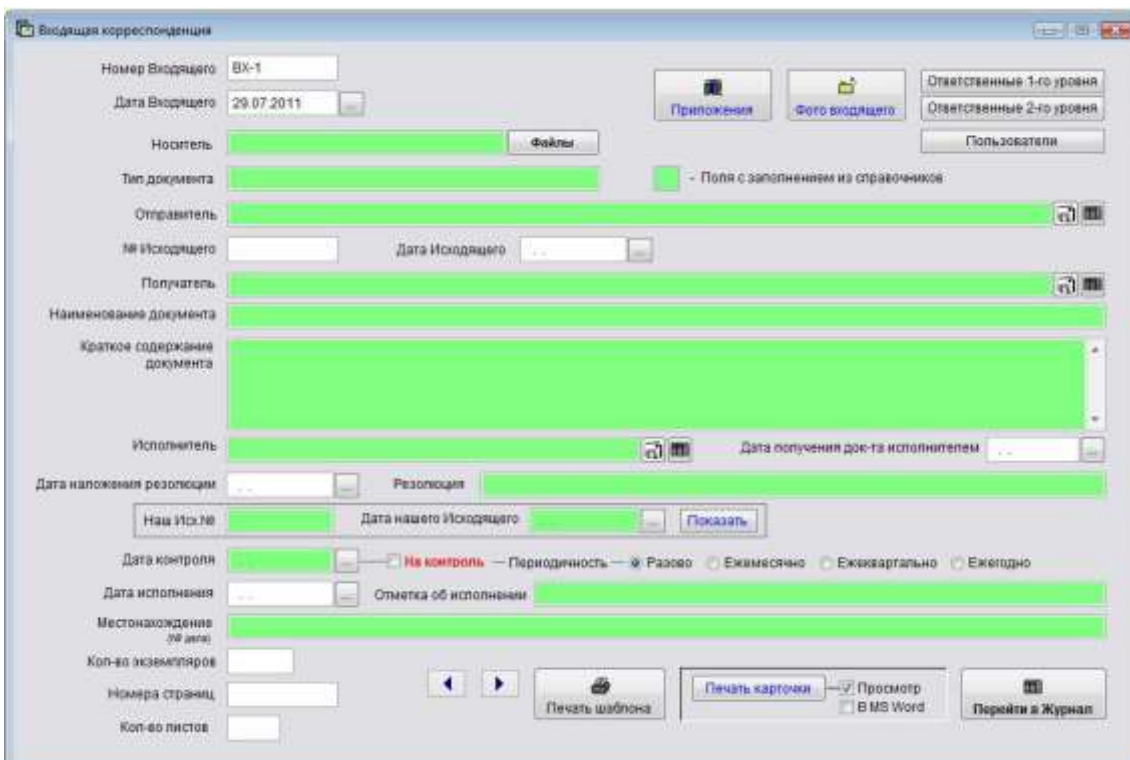 Входящая корреспонденция
Номер Входящего ВХ-1
Дата Входящего 29.07.2011 ...
Приложения Фото входящего
Ответственные 1-го уровня
Ответственные 2-го уровня
Пользователи
Носитель Файлы
Тип документа - Поля с заполнением из справочников
Отправитель
№ Исходящего Дата Исходящего . . ...
Получатель
Наименование документа
Краткое содержание
документа
Исполнитель Дата получения док-та исполнителем . . ...
Дата наложения резолюции . . ... Резолюция
Наш Исх.№ Дата нашего Исходящего . . ... Показать
Дата контроля . . ... На контроль Периодичность Разово Ежемесячно Ежеквартально Ежегодно
Дата исполнения . . ... Отметка об исполнении
Местонахождение
(№ дела)
Кол-во экземпляров
Номера страниц
Кол-во листов
Печать шаблона
Печать карточки Просмотр
В MS Word
Перейти в Журнал